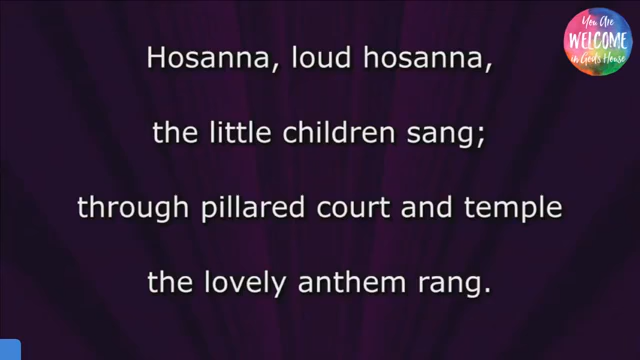 You Are
WELCOME
in God's House
Hosanna, loud hosanna,
the little children sang;
through pillared court and temple
the lovely anthem rang.